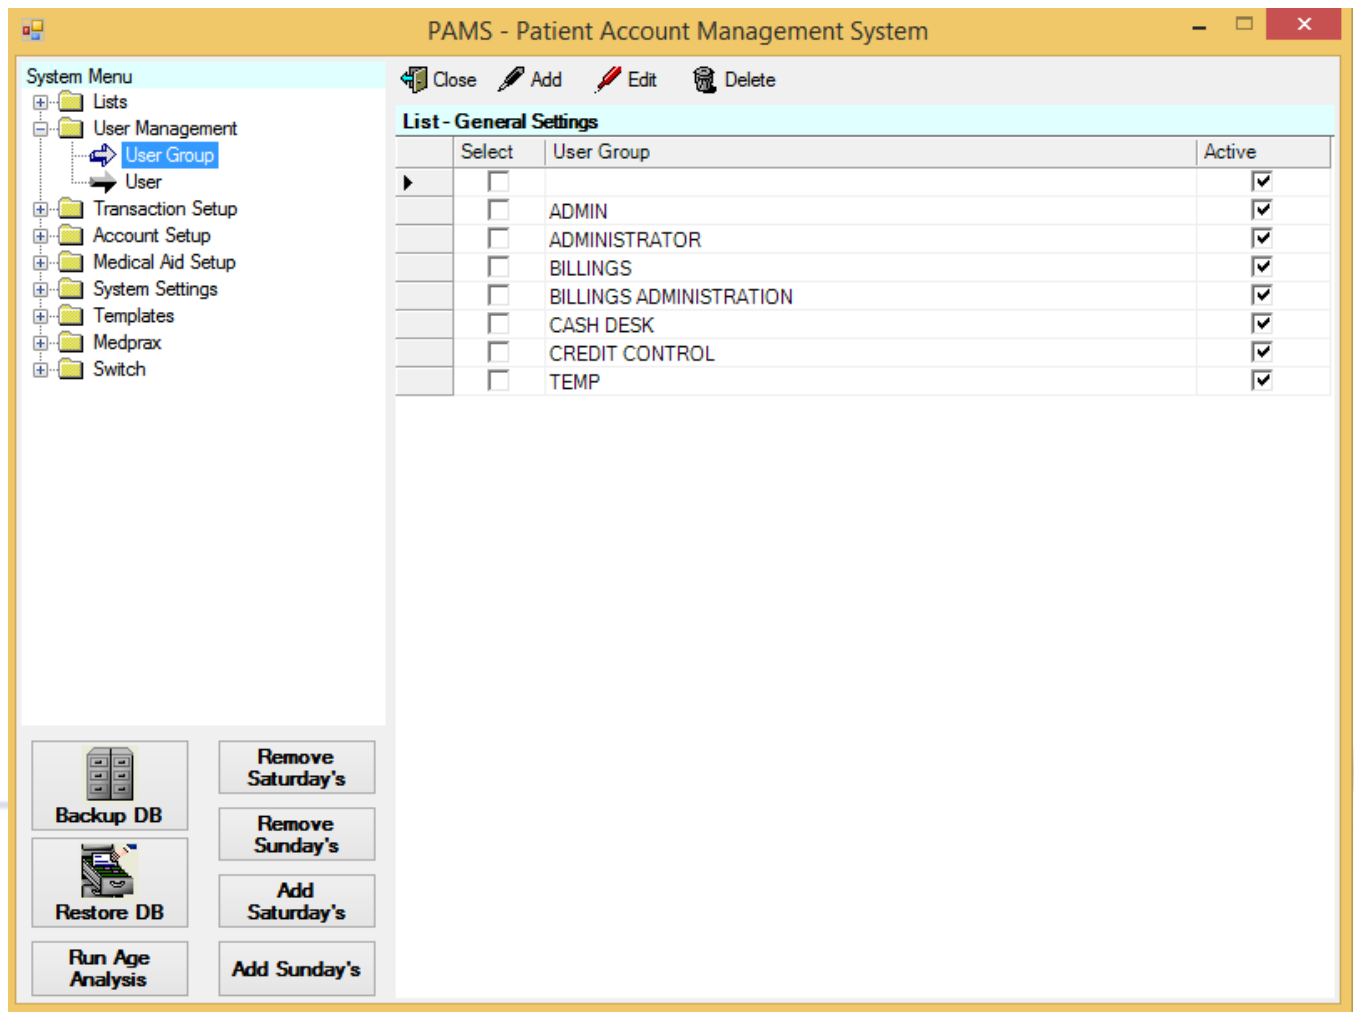 PAMS - Patient Account Management System
System Menu
Lists
User Management
User Group
User
Transaction Setup
Account Setup
Medical Aid Setup
System Settings
Templates
Medprax
Switch
Close Add Edit Delete
List - General Settings
Select User Group Active
ADMIN
ADMINISTRATOR
BILLINGS
BILLINGS ADMINISTRATION
CASH DESK
CREDIT CONTROL
TEMP
Backup DB
Remove
Saturday's
Remove
Sunday's
Restore DB
Add
Saturday's
Run Age
Analysis
Add Sunday's